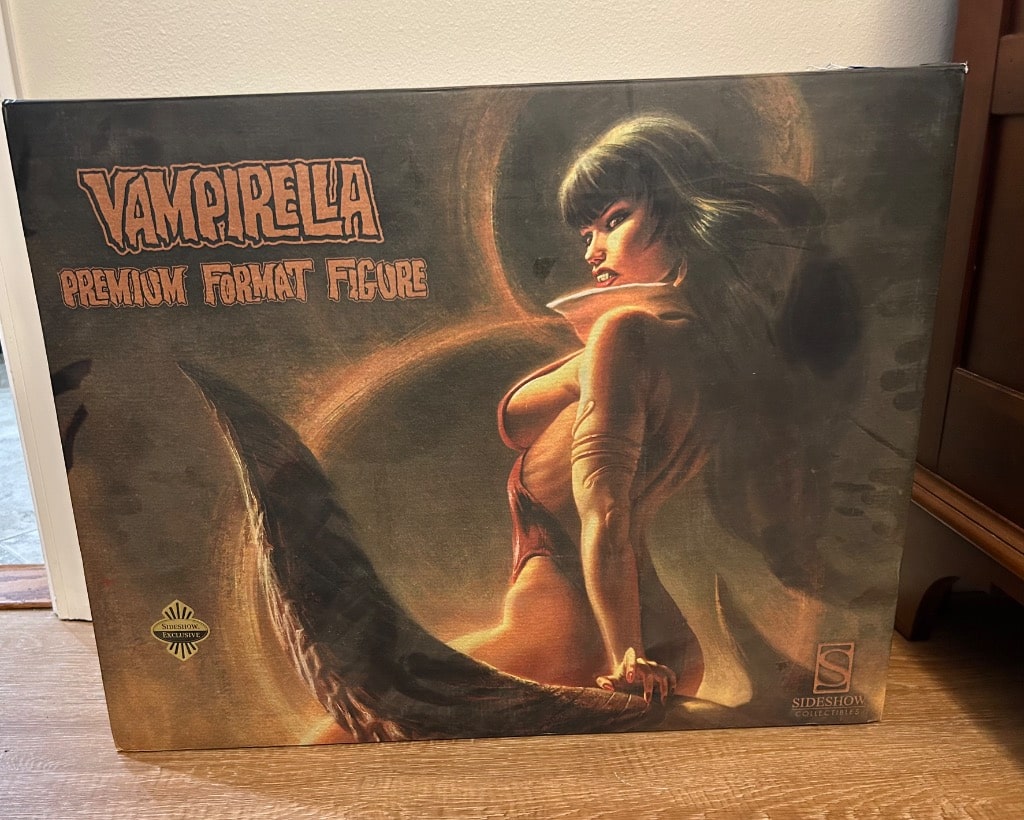 VAMPIRELLA
PREMIUM FORMAT FIGURE
SIDESHOW
EXCLUSIVE
S
SIDESHOW
COLLECTIBLES